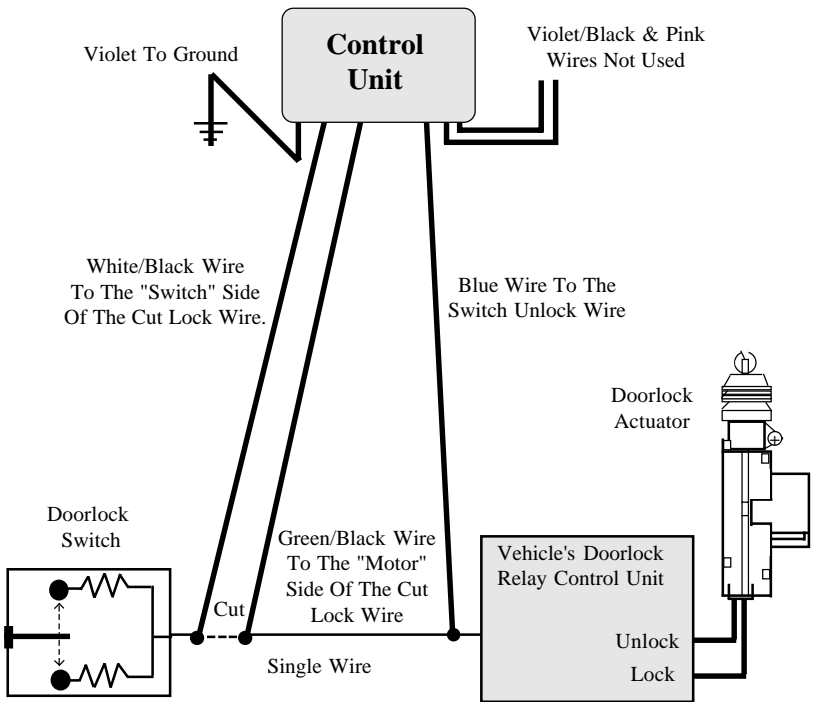 Violet To Ground
Control
Unit
Violet/Black & Pink
Wires Not Used
White/Black Wire
To The "Switch" Side
Of The Cut Lock Wire.
Blue Wire To The
Switch Unlock Wire
Doorlock
Actuator
Doorlock
Switch
Green/Black Wire
To The "Motor"
Side Of The Cut
Lock Wire
Cut
Single Wire
Vehicle's Doorlock
Relay Control Unit
Unlock
Lock